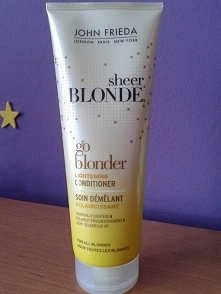 JOHN FRIEDA
LONDON PARIS NEW YORK
sheer
BLONDE
go
blonder
LIGHTENING
CONDITIONER
SOIN DÉMÊLANT
ÉCLAIRCISSANT
FOR ALL BLONDES
POUR TOUTES LES BLONDES